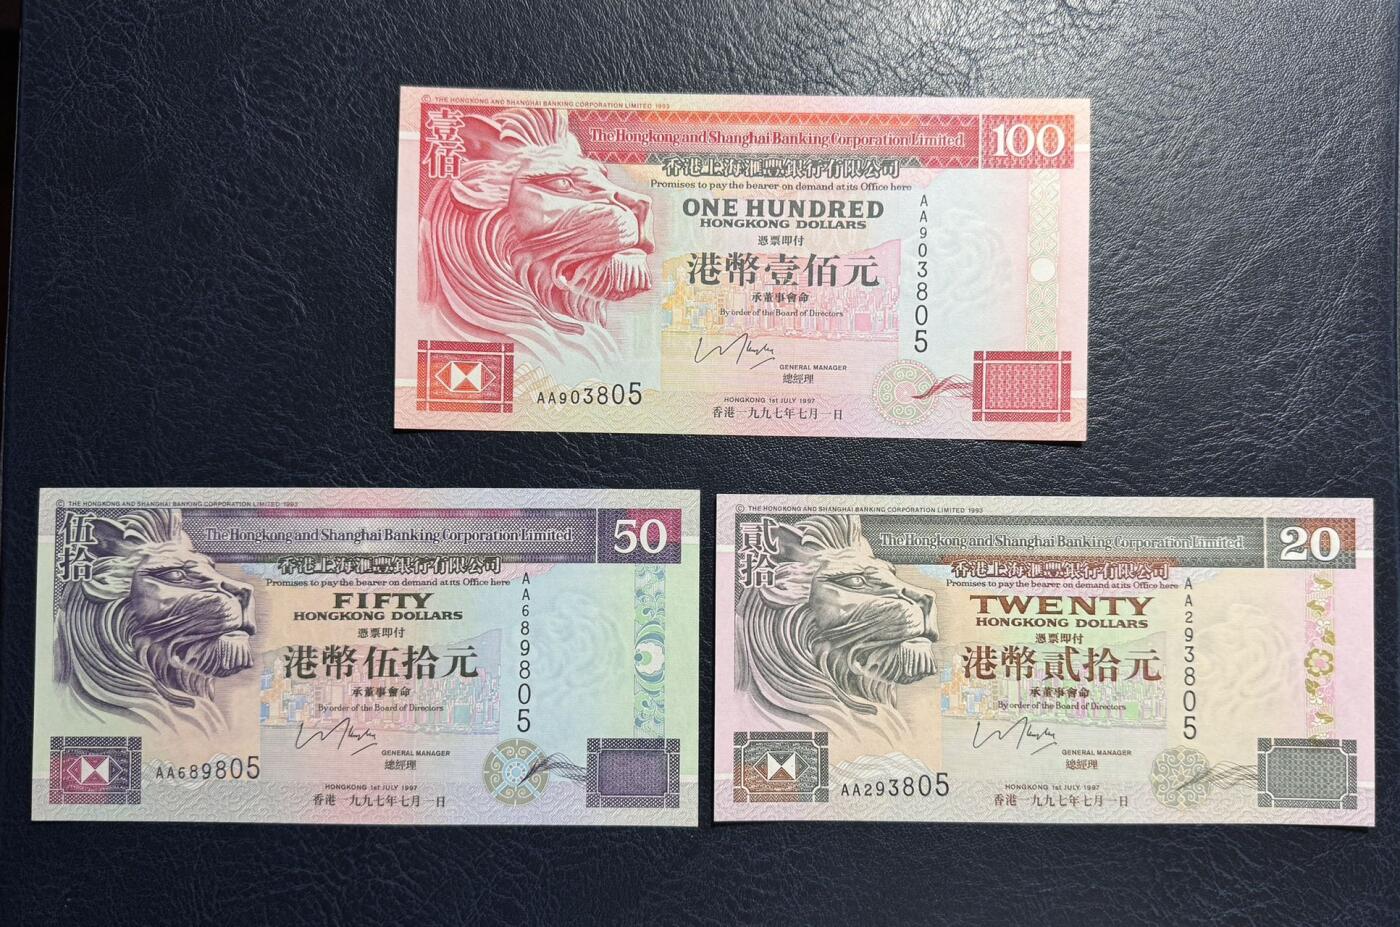 © THE HONGKONG AND SHANGHAI BANKING CORPORATION LIMITED 1993
壹佰
The Hongkong and Shanghai Banking Corporation Limited
100
香港上海滙豐銀行有限公司
Promises to pay the bearer on demand at its Office here
ONE HUNDRED
HONGKONG DOLLARS
憑票即付
港幣壹佰元
承董事會命
By order of the Board of Directors
AA903805
GENERAL MANAGER
總經理
AA903805
HONGKONG 1st JULY 1997
香港一九九七年七月一日
© THE HONGKONG AND SHANGHAI BANKING CORPORATION LIMITED 1993
伍拾
The Hongkong and Shanghai Banking Corporation Limited
50
香港上海滙豐銀行有限公司
Promises to pay the bearer on demand at its Office here
FIFTY
HONGKONG DOLLARS
憑票即付
港幣伍拾元
承董事會命
By order of the Board of Directors
AA689805
GENERAL MANAGER
總經理
AA689805
HONGKONG 1st JULY 1997
香港一九九七年七月一日
© THE HONGKONG AND SHANGHAI BANKING CORPORATION LIMITED 1993
貳拾
The Hongkong and Shanghai Banking Corporation Limited
20
香港上海滙豐銀行有限公司
Promises to pay the bearer on demand at its Office here
TWENTY
HONGKONG DOLLARS
憑票即付
港幣貳拾元
承董事會命
By order of the Board of Directors
AA293805
GENERAL MANAGER
總經理
AA293805
HONGKONG 1st JULY 1997
香港一九九七年七月一日